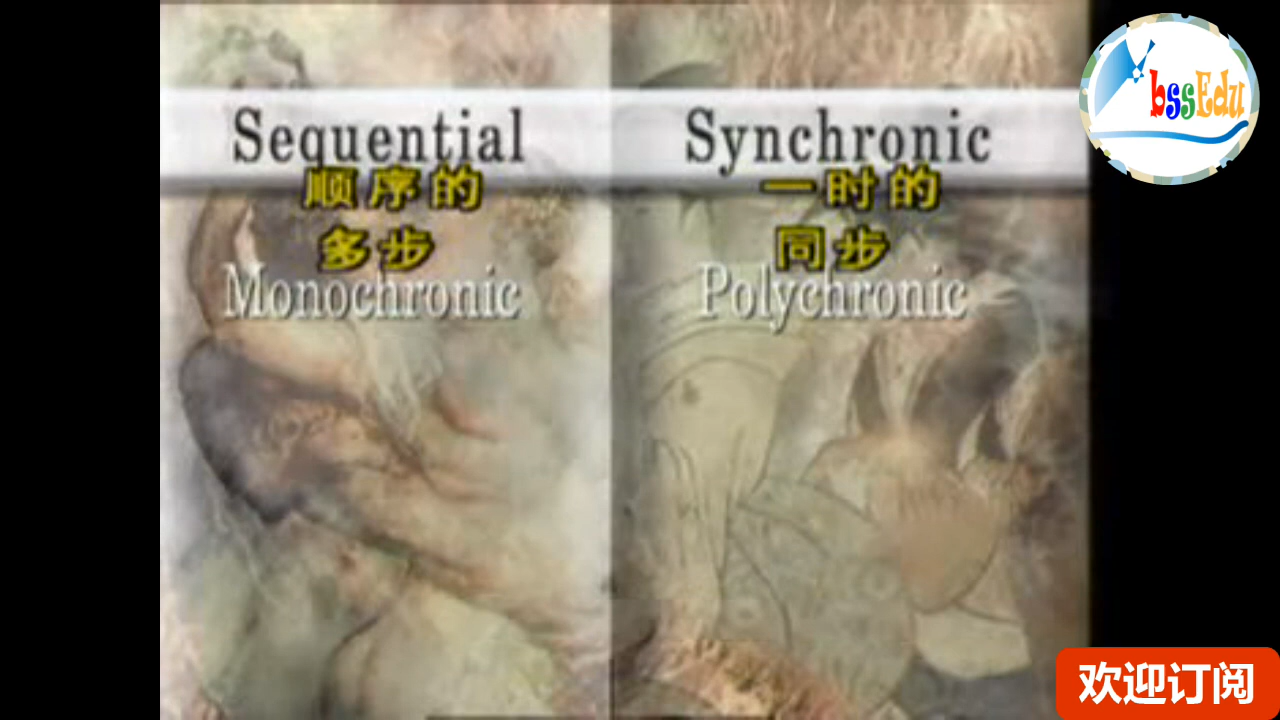 Sequential
顺序的
多步
Monochronic
Synchronic
一时的
同步
Polychronic
bssEdu
欢迎订阅